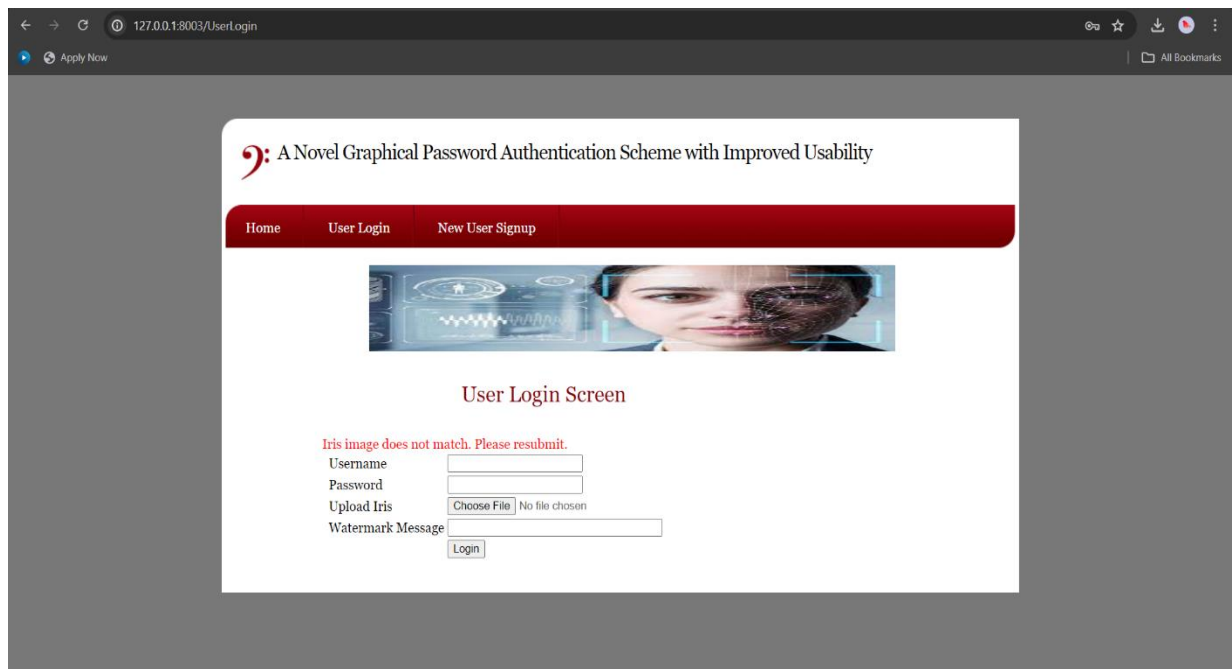 127.0.0.1:8003/UserLogin
Apply Now
All Bookmarks
A Novel Graphical Password Authentication Scheme with Improved Usability
Home User Login New User Signup
User Login Screen
Iris image does not match. Please resubmit.
Username
Password
Upload Iris Choose File No file chosen
Watermark Message
Login